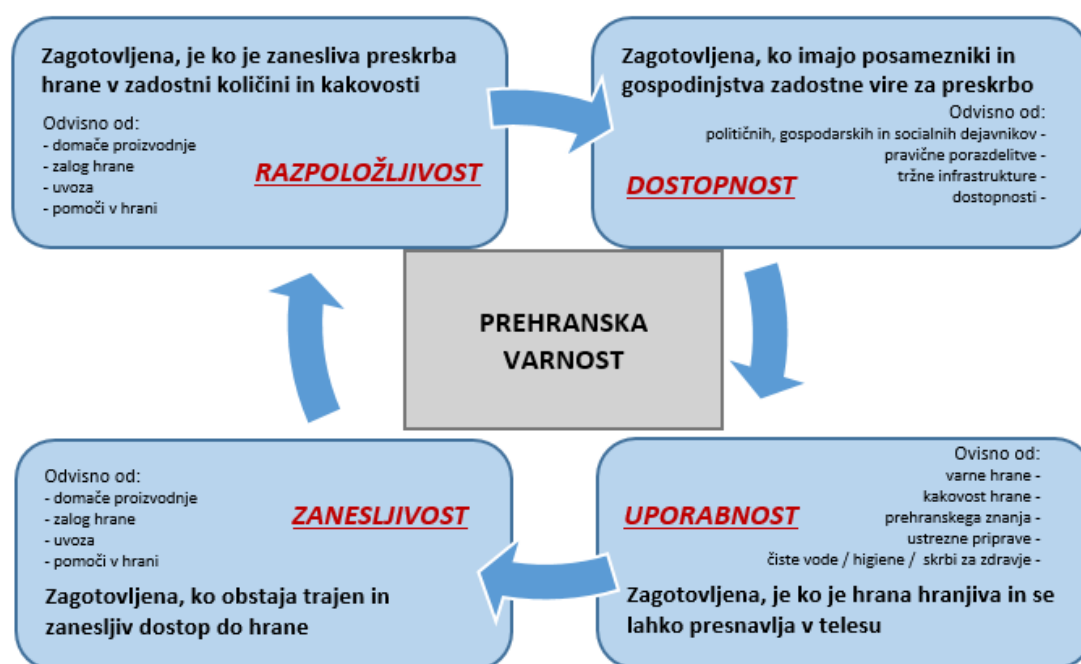 Zagotovljena, je ko je zanesliva preskrba
hrane v zadostni količini in kakovosti
Odvisno od:
- domače proizvodnje
- zalog hrane
- uvoza
- pomoči v hrani
RAZPOLOŽLJIVOST
Zagotovljena, ko imajo posamezniki in
gospodinjstva zadostne vire za preskrbo
Odvisno od:
političnih, gospodarskih in socialnih dejavnikov -
pravične porazdelitve -
tržne infrastrukture -
dostopnosti -
DOSTOPNOST
PREHRANSKA
VARNOST
Odvisno od:
- domače proizvodnje
- zalog hrane
- uvoza
- pomoči v hrani
ZANESLJIVOST
Zagotovljena, ko obstaja trajen in
zanesljiv dostop do hrane
Ovisno od:
varne hrane -
kakovost hrane -
prehranskega znanja -
ustrezne priprave -
čiste vode / higiene / skrbi za zdravje -
UPORABNOST
Zagotovljena, je ko je hrana hranjiva in se
lahko presnavlja v telesu